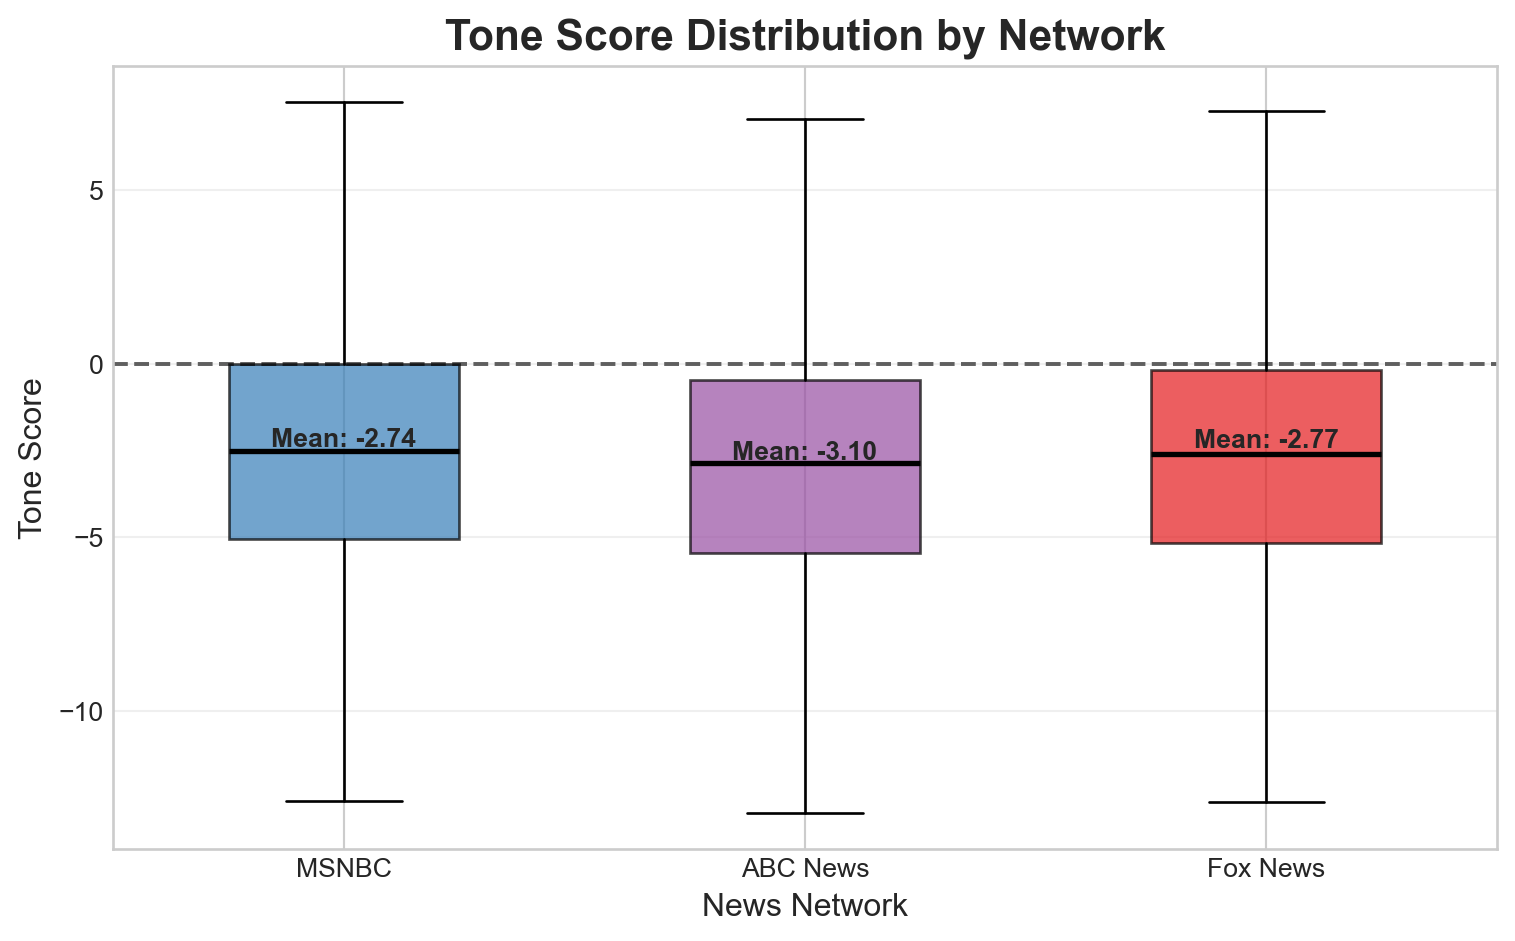 Tone Score Distribution by Network
Tone Score
5
0
−5
−10
Mean: -2.74
Mean: -3.10
Mean: -2.77
MSNBC
ABC News
Fox News
News Network